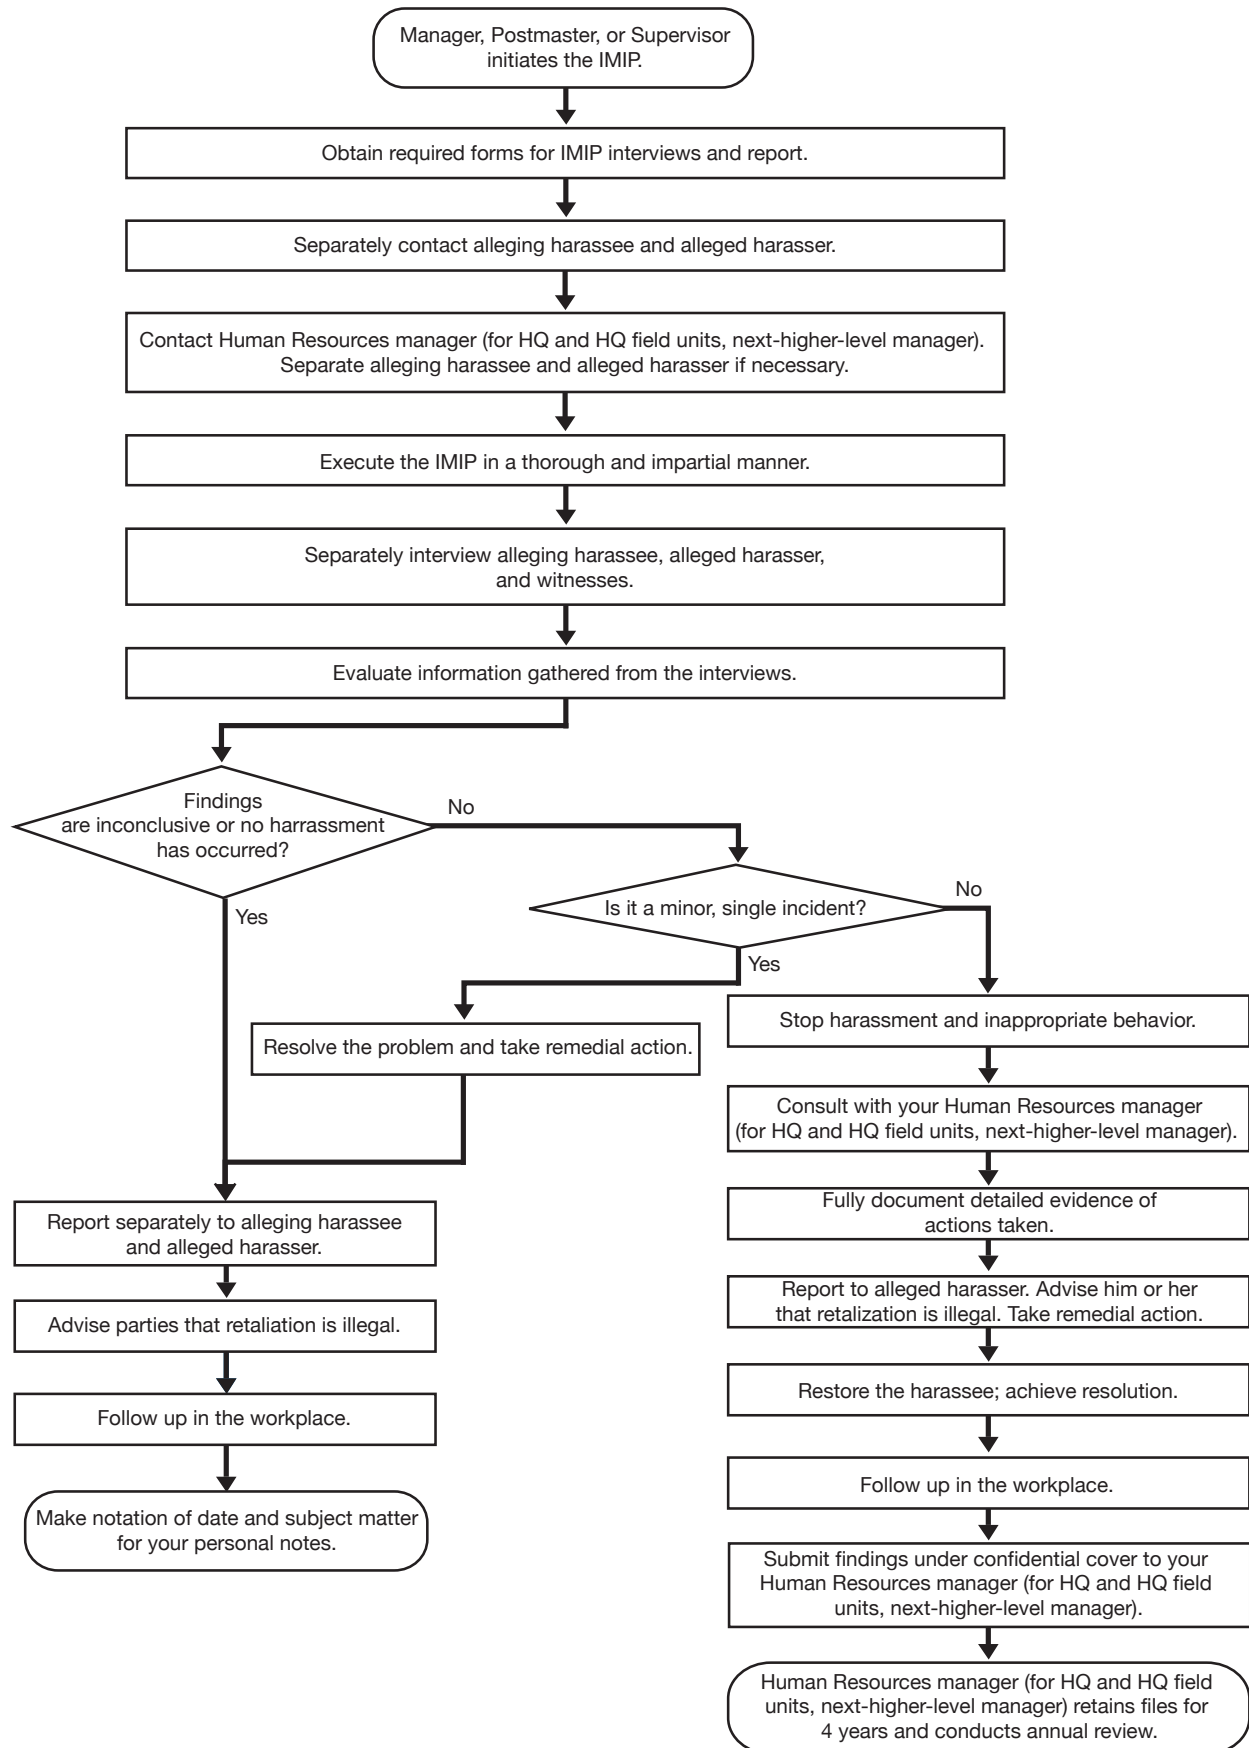 Manager, Postmaster, or Supervisor
initiates the IMIP.
Obtain required forms for IMIP interviews and report.
Separately contact alleging harassee and alleged harasser.
Contact Human Resources manager (for HQ and HQ field units, next-higher-level manager).
Separate alleging harassee and alleged harasser if necessary.
Execute the IMIP in a thorough and impartial manner.
Separately interview alleging harassee, alleged harasser,
and witnesses.
Evaluate information gathered from the interviews.
Findings
are inconclusive or no harrassment
has occurred?
No
Yes
Is it a minor, single incident?
No
Yes
Resolve the problem and take remedial action.
Report separately to alleging harassee
and alleged harasser.
Advise parties that retaliation is illegal.
Follow up in the workplace.
Make notation of date and subject matter
for your personal notes.
Stop harassment and inappropriate behavior.
Consult with your Human Resources manager
(for HQ and HQ field units, next-higher-level manager).
Fully document detailed evidence of
actions taken.
Report to alleged harasser. Advise him or her
that retalization is illegal. Take remedial action.
Restore the harassee; achieve resolution.
Follow up in the workplace.
Submit findings under confidential cover to your
Human Resources manager (for HQ and HQ field
units, next-higher-level manager).
Human Resources manager (for HQ and HQ field
units, next-higher-level manager) retains files for
4 years and conducts annual review.